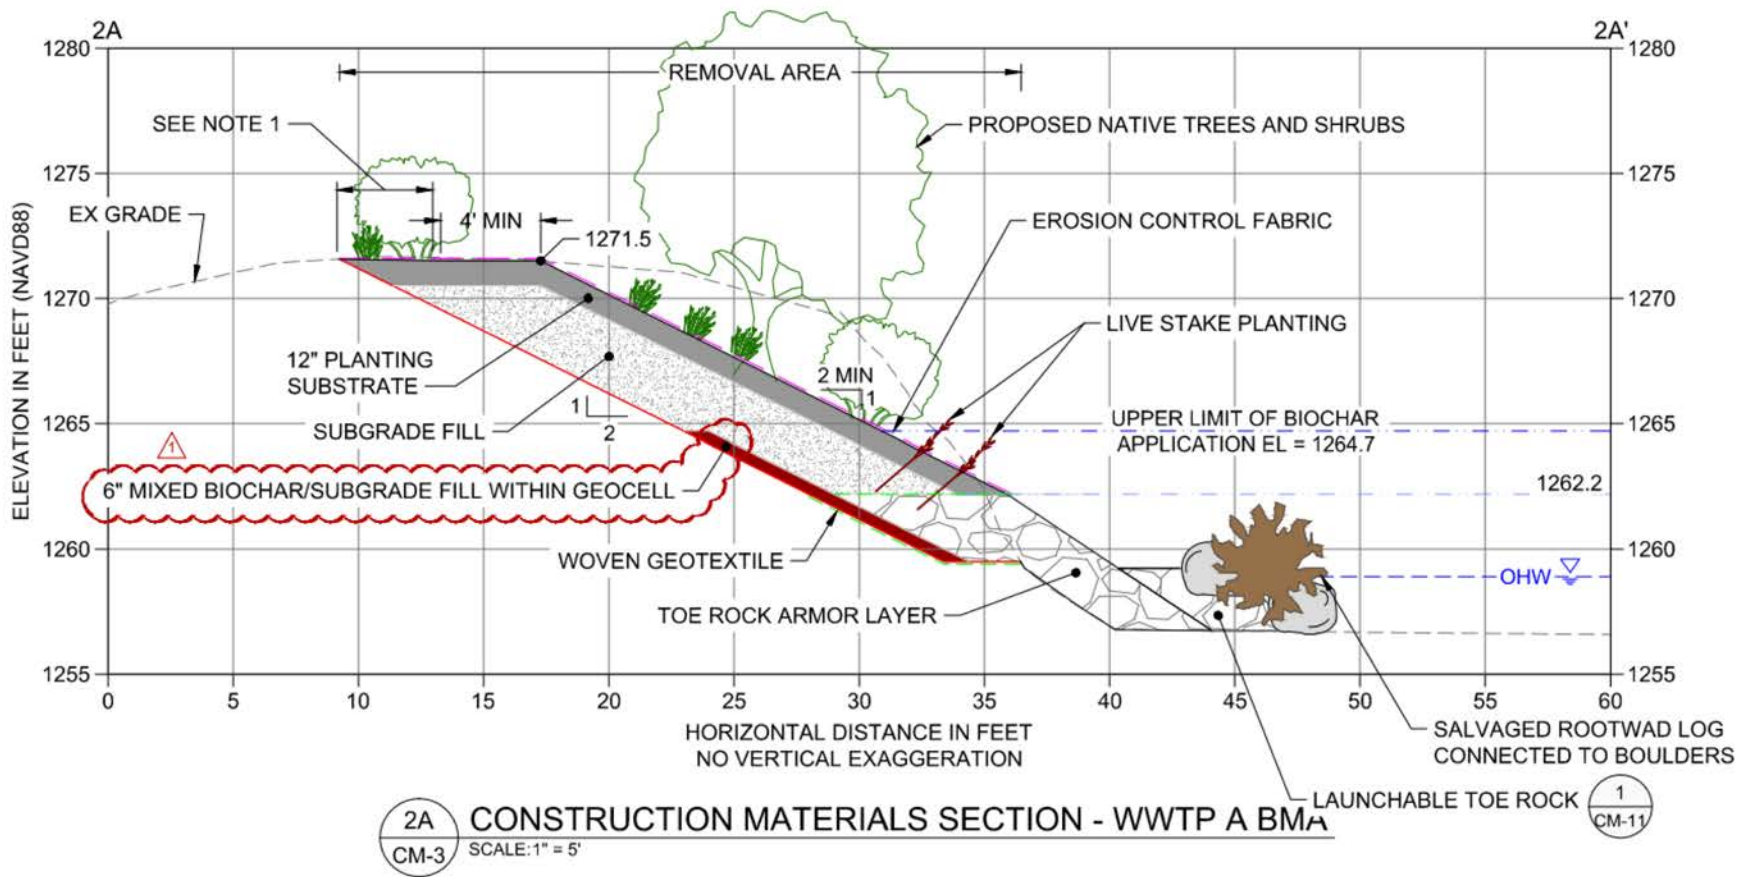 2A
2A'
1280
1280
REMOVAL AREA
SEE NOTE 1
PROPOSED NATIVE TREES AND SHRUBS
1275
1275
EX GRADE
4' MIN
EROSION CONTROL FABRIC
1271.5
1270
1270
LIVE STAKE PLANTING
12" PLANTING
SUBSTRATE
2 MIN
1
1
2
UPPER LIMIT OF BIOCHAR
APPLICATION EL = 1264.7
SUBGRADE FILL
1265
1265
1
6" MIXED BIOCHAR/SUBGRADE FILL WITHIN GEOCELL
1262.2
WOVEN GEOTEXTILE
1260
1260
OHW
TOE ROCK ARMOR LAYER
1255
1255
ELEVATION IN FEET (NAVD88)
0 5 10 15 20 25 30 35 40 45 50 55 60
HORIZONTAL DISTANCE IN FEET
NO VERTICAL EXAGGERATION
SALVAGED ROOTWAD LOG
CONNECTED TO BOULDERS
LAUNCHABLE TOE ROCK
1
CM-11
2A
CM-3
CONSTRUCTION MATERIALS SECTION - WWTP A BMA
SCALE:1" = 5'